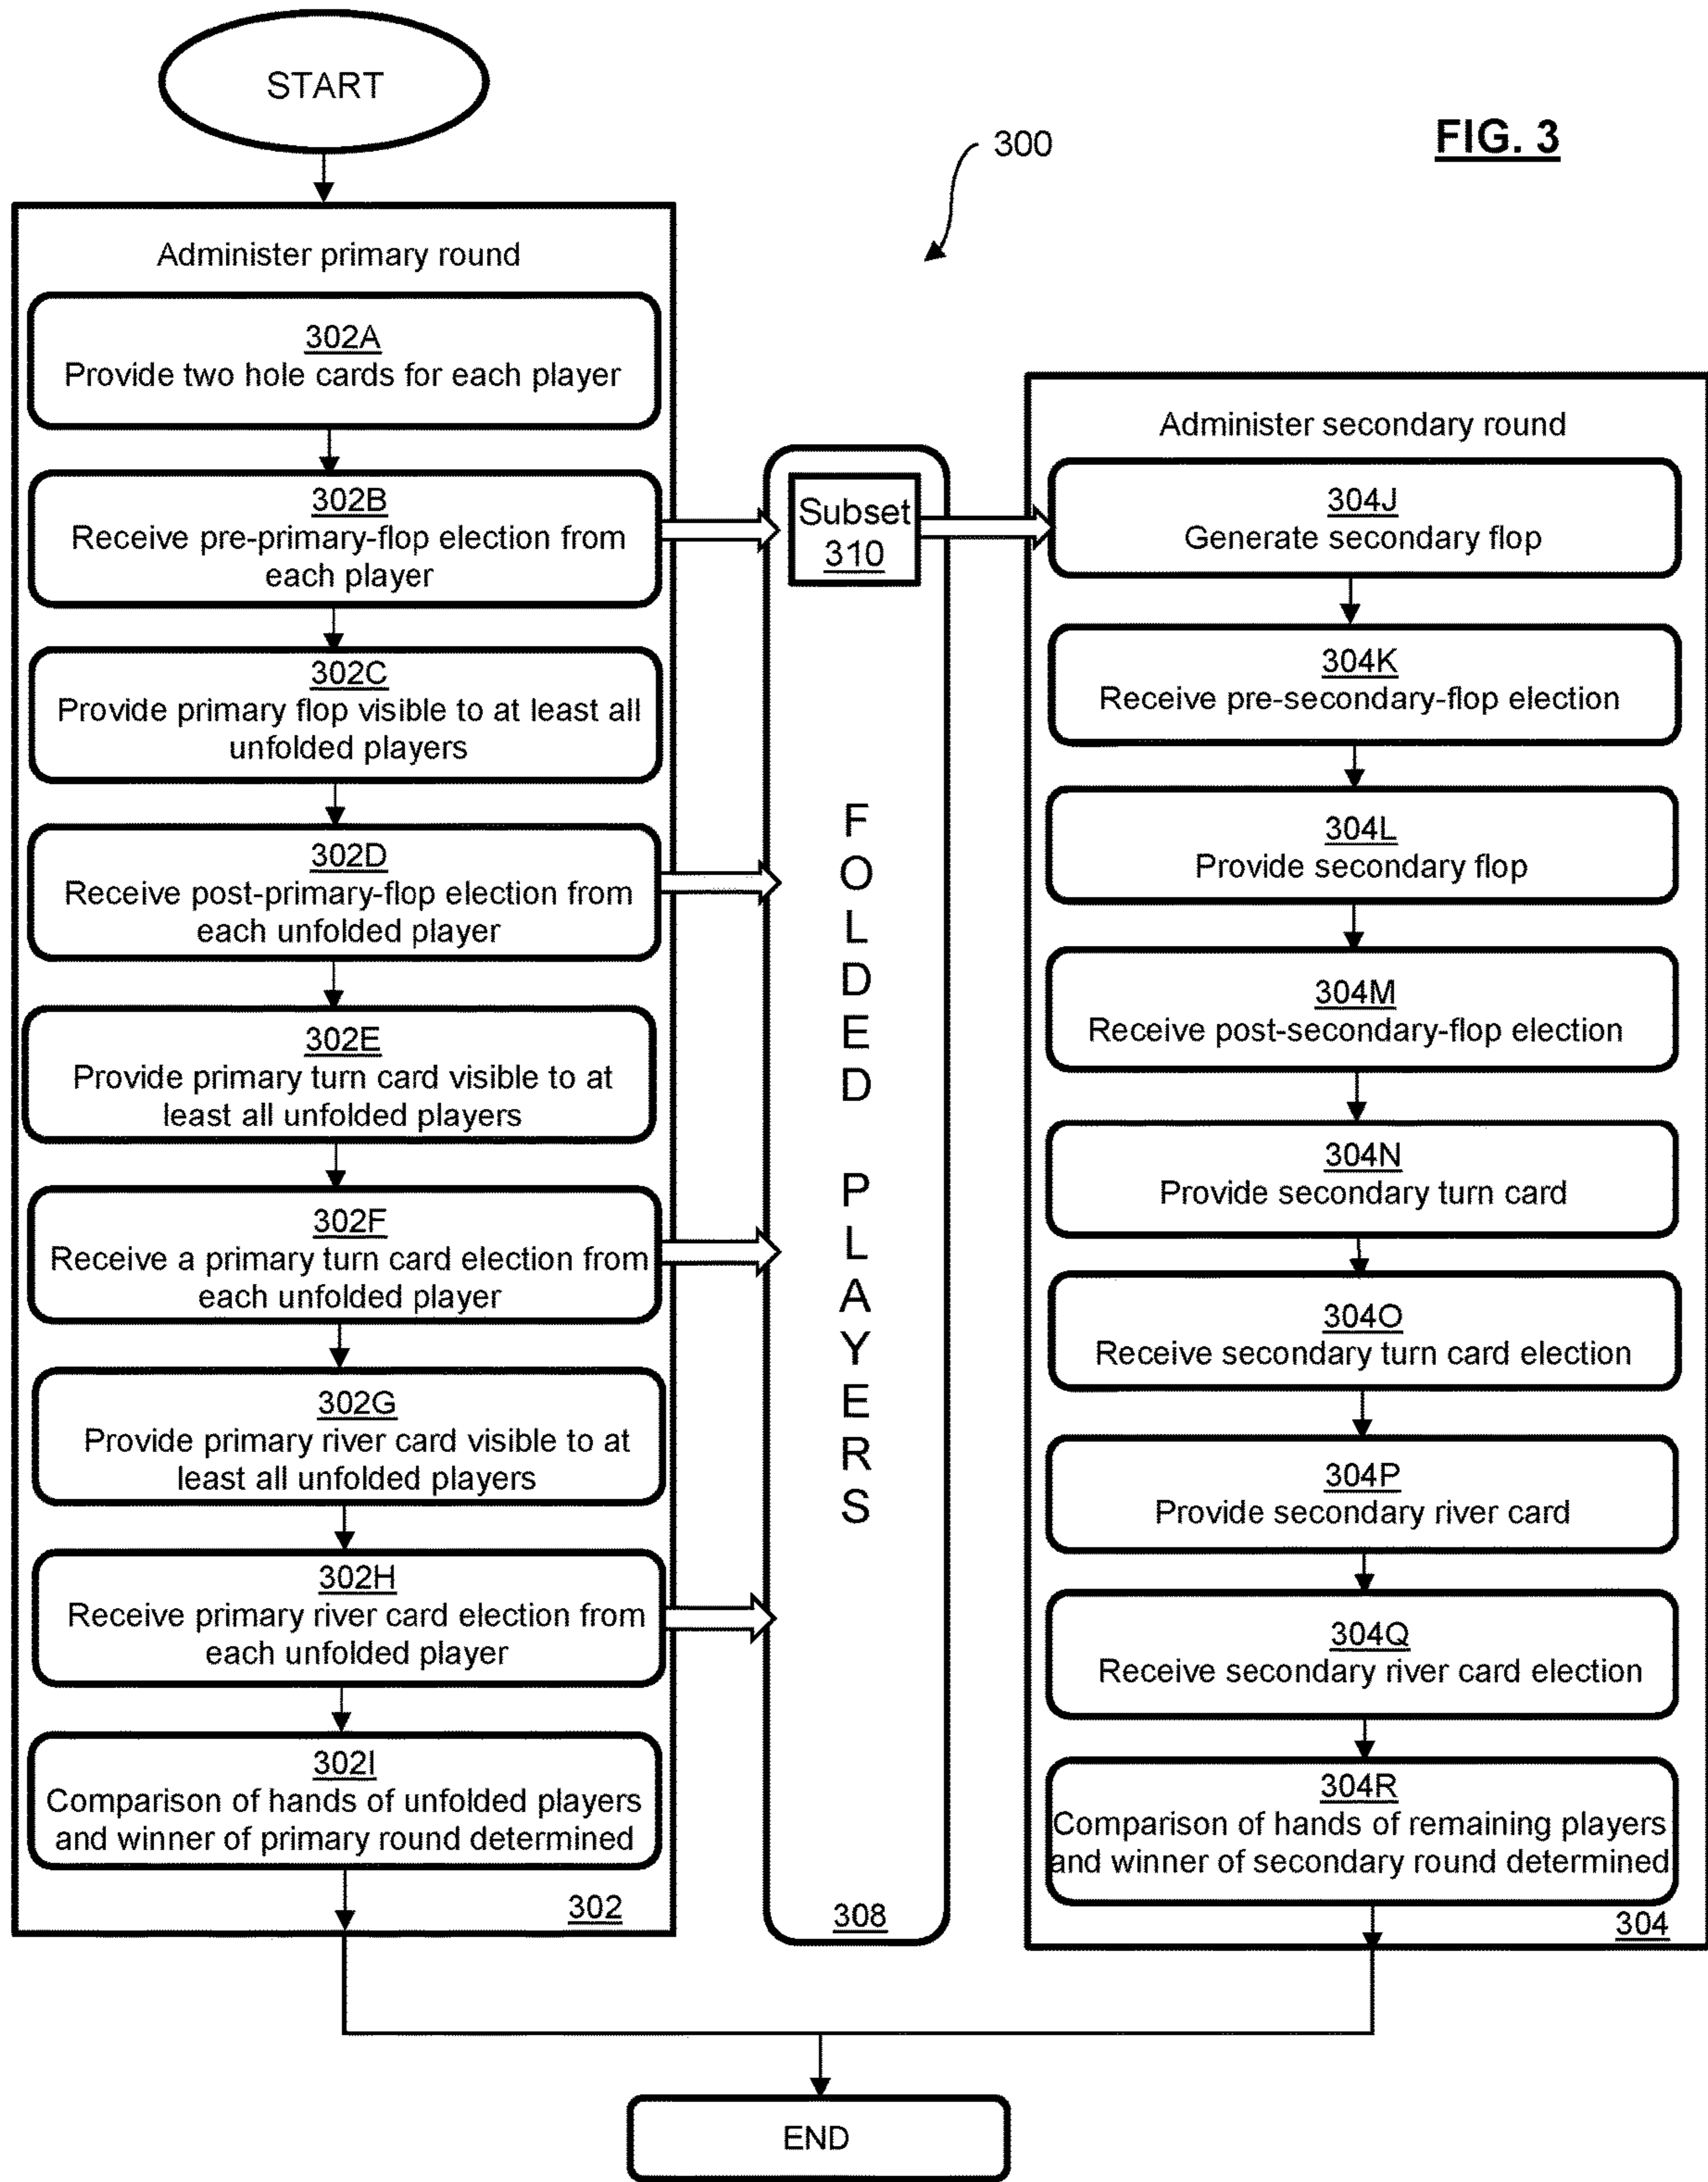 START
300
FIG. 3
Administer primary round
302A
Provide two hole cards for each player
302B
Receive pre-primary-flop election from
each player
302C
Provide primary flop visible to at least all
unfolded players
302D
Receive post-primary-flop election from
each unfolded player
302E
Provide primary turn card visible to at
least all unfolded players
302F
Receive a primary turn card election from
each unfolded player
302G
Provide primary river card visible to at
least all unfolded players
302H
Receive primary river card election from
each unfolded player
302I
Comparison of hands of unfolded players
and winner of primary round determined
302
Subset
310
FOLDED PLAYERS
308
Administer secondary round
304J
Generate secondary flop
304K
Receive pre-secondary-flop election
304L
Provide secondary flop
304M
Receive post-secondary-flop election
304N
Provide secondary turn card
304O
Receive secondary turn card election
304P
Provide secondary river card
304Q
Receive secondary river card election
304R
Comparison of hands of remaining players
and winner of secondary round determined
304
END